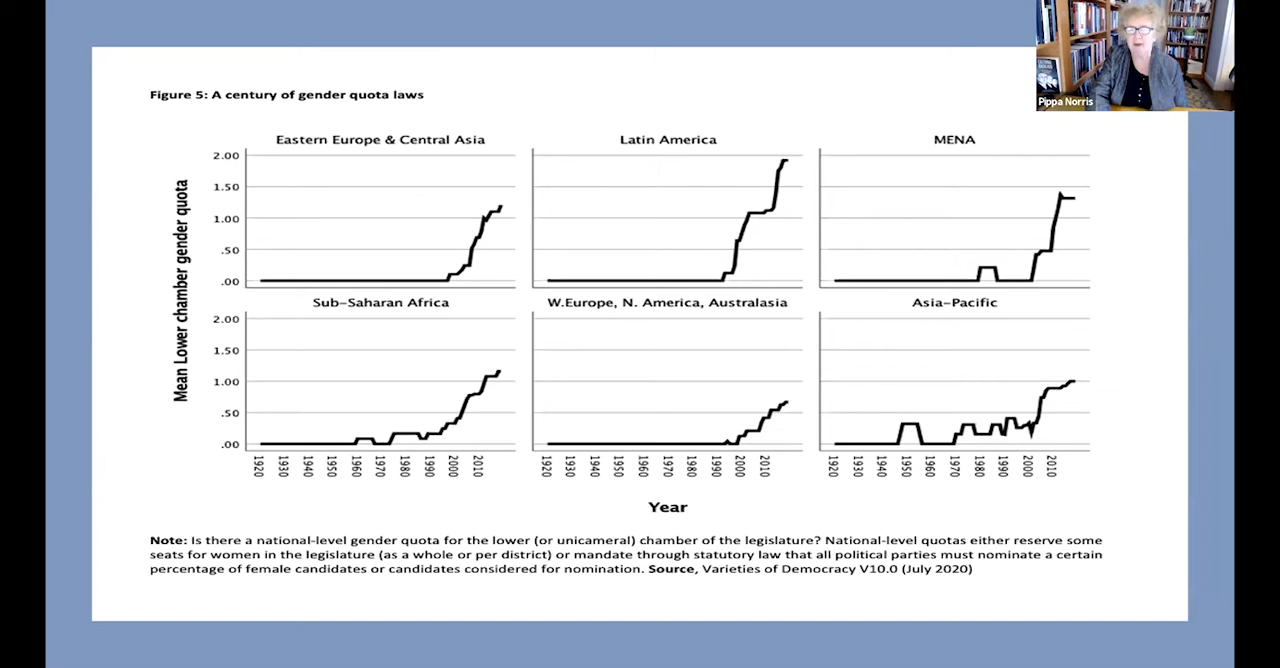 Pippa Norris
Figure 5: A century of gender quota laws
Eastern Europe & Central Asia
Latin America
MENA
Mean Lower chamber gender quota
2.00
1.50
1.00
.50
.00
Sub-Saharan Africa
W.Europe, N. America, Australasia
Asia-Pacific
2.00
1.50
1.00
.50
.00
1920 1930 1940 1950 1960 1970 1980 1990 2000 2010
1920 1930 1940 1950 1960 1970 1980 1990 2000 2010
1920 1930 1940 1950 1960 1970 1980 1990 2000 2010
Year
Note: Is there a national-level gender quota for the lower (or unicameral) chamber of the legislature? National-level quotas either reserve some
seats for women in the legislature (as a whole or per district) or mandate through statutory law that all political parties must nominate a certain
percentage of female candidates or candidates considered for nomination. Source, Varieties of Democracy V10.0 (July 2020)